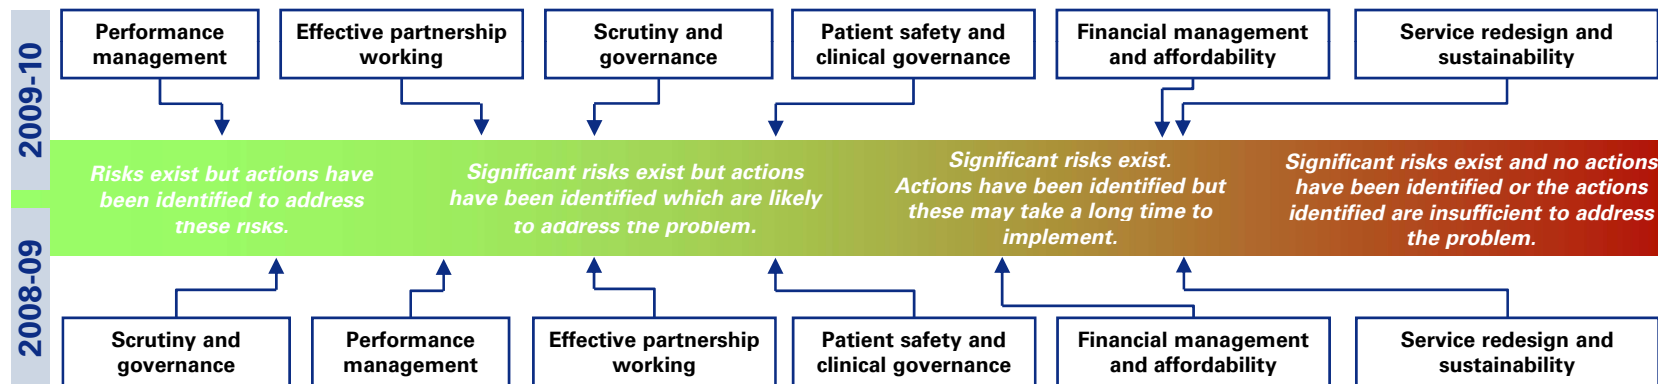 2009-10
Performance
management
Effective partnership
working
Scrutiny and
governance
Patient safety and
clinical governance
Financial management
and affordability
Service redesign and
sustainability
Risks exist but actions have
been identified to address
these risks.
Significant risks exist but actions
have been identified which are likely
to address the problem.
Significant risks exist.
Actions have been identified but
these may take a long time to
implement.
Significant risks exist and no actions
have been identified or the actions
identified are insufficient to address
the problem.
2008-09
Scrutiny and
governance
Performance
management
Effective partnership
working
Patient safety and
clinical governance
Financial management
and affordability
Service redesign and
sustainability